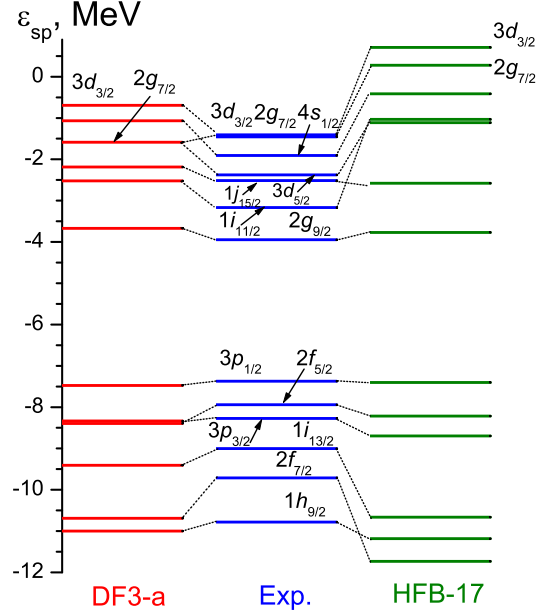 ε_sp, MeV
3d_3/2
0
2g_7/2
3d_3/2 2g_7/2 4s_1/2
3d_3/2
2g_7/2
-2
1j_15/2
3d_5/2
1i_11/2
2g_9/2
-4
-6
3p_1/2
2f_5/2
-8
3p_3/2
1i_13/2
2f_7/2
-10
1h_9/2
-12
DF3-a
Exp.
HFB-17